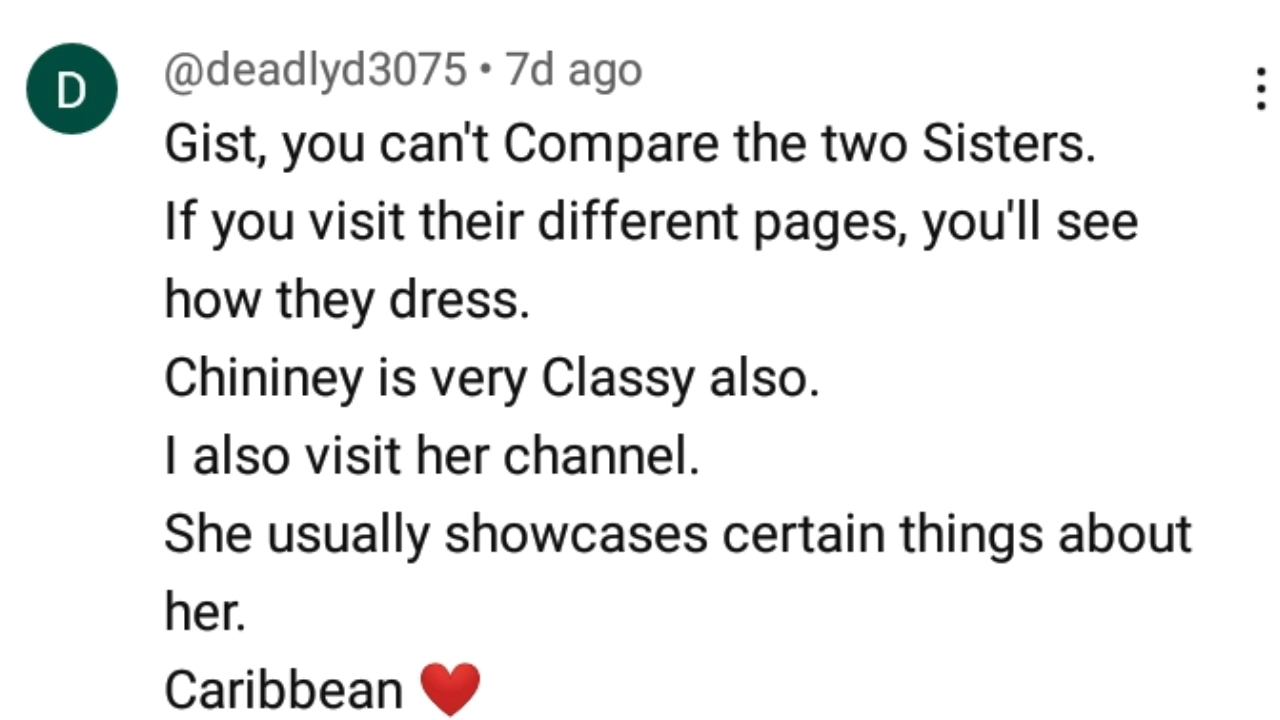 D
@deadlyd3075 • 7d ago
Gist, you can't Compare the two Sisters.
If you visit their different pages, you'll see
how they dress.
Chininey is very Classy also.
I also visit her channel.
She usually showcases certain things about
her.
Caribbean ❤️